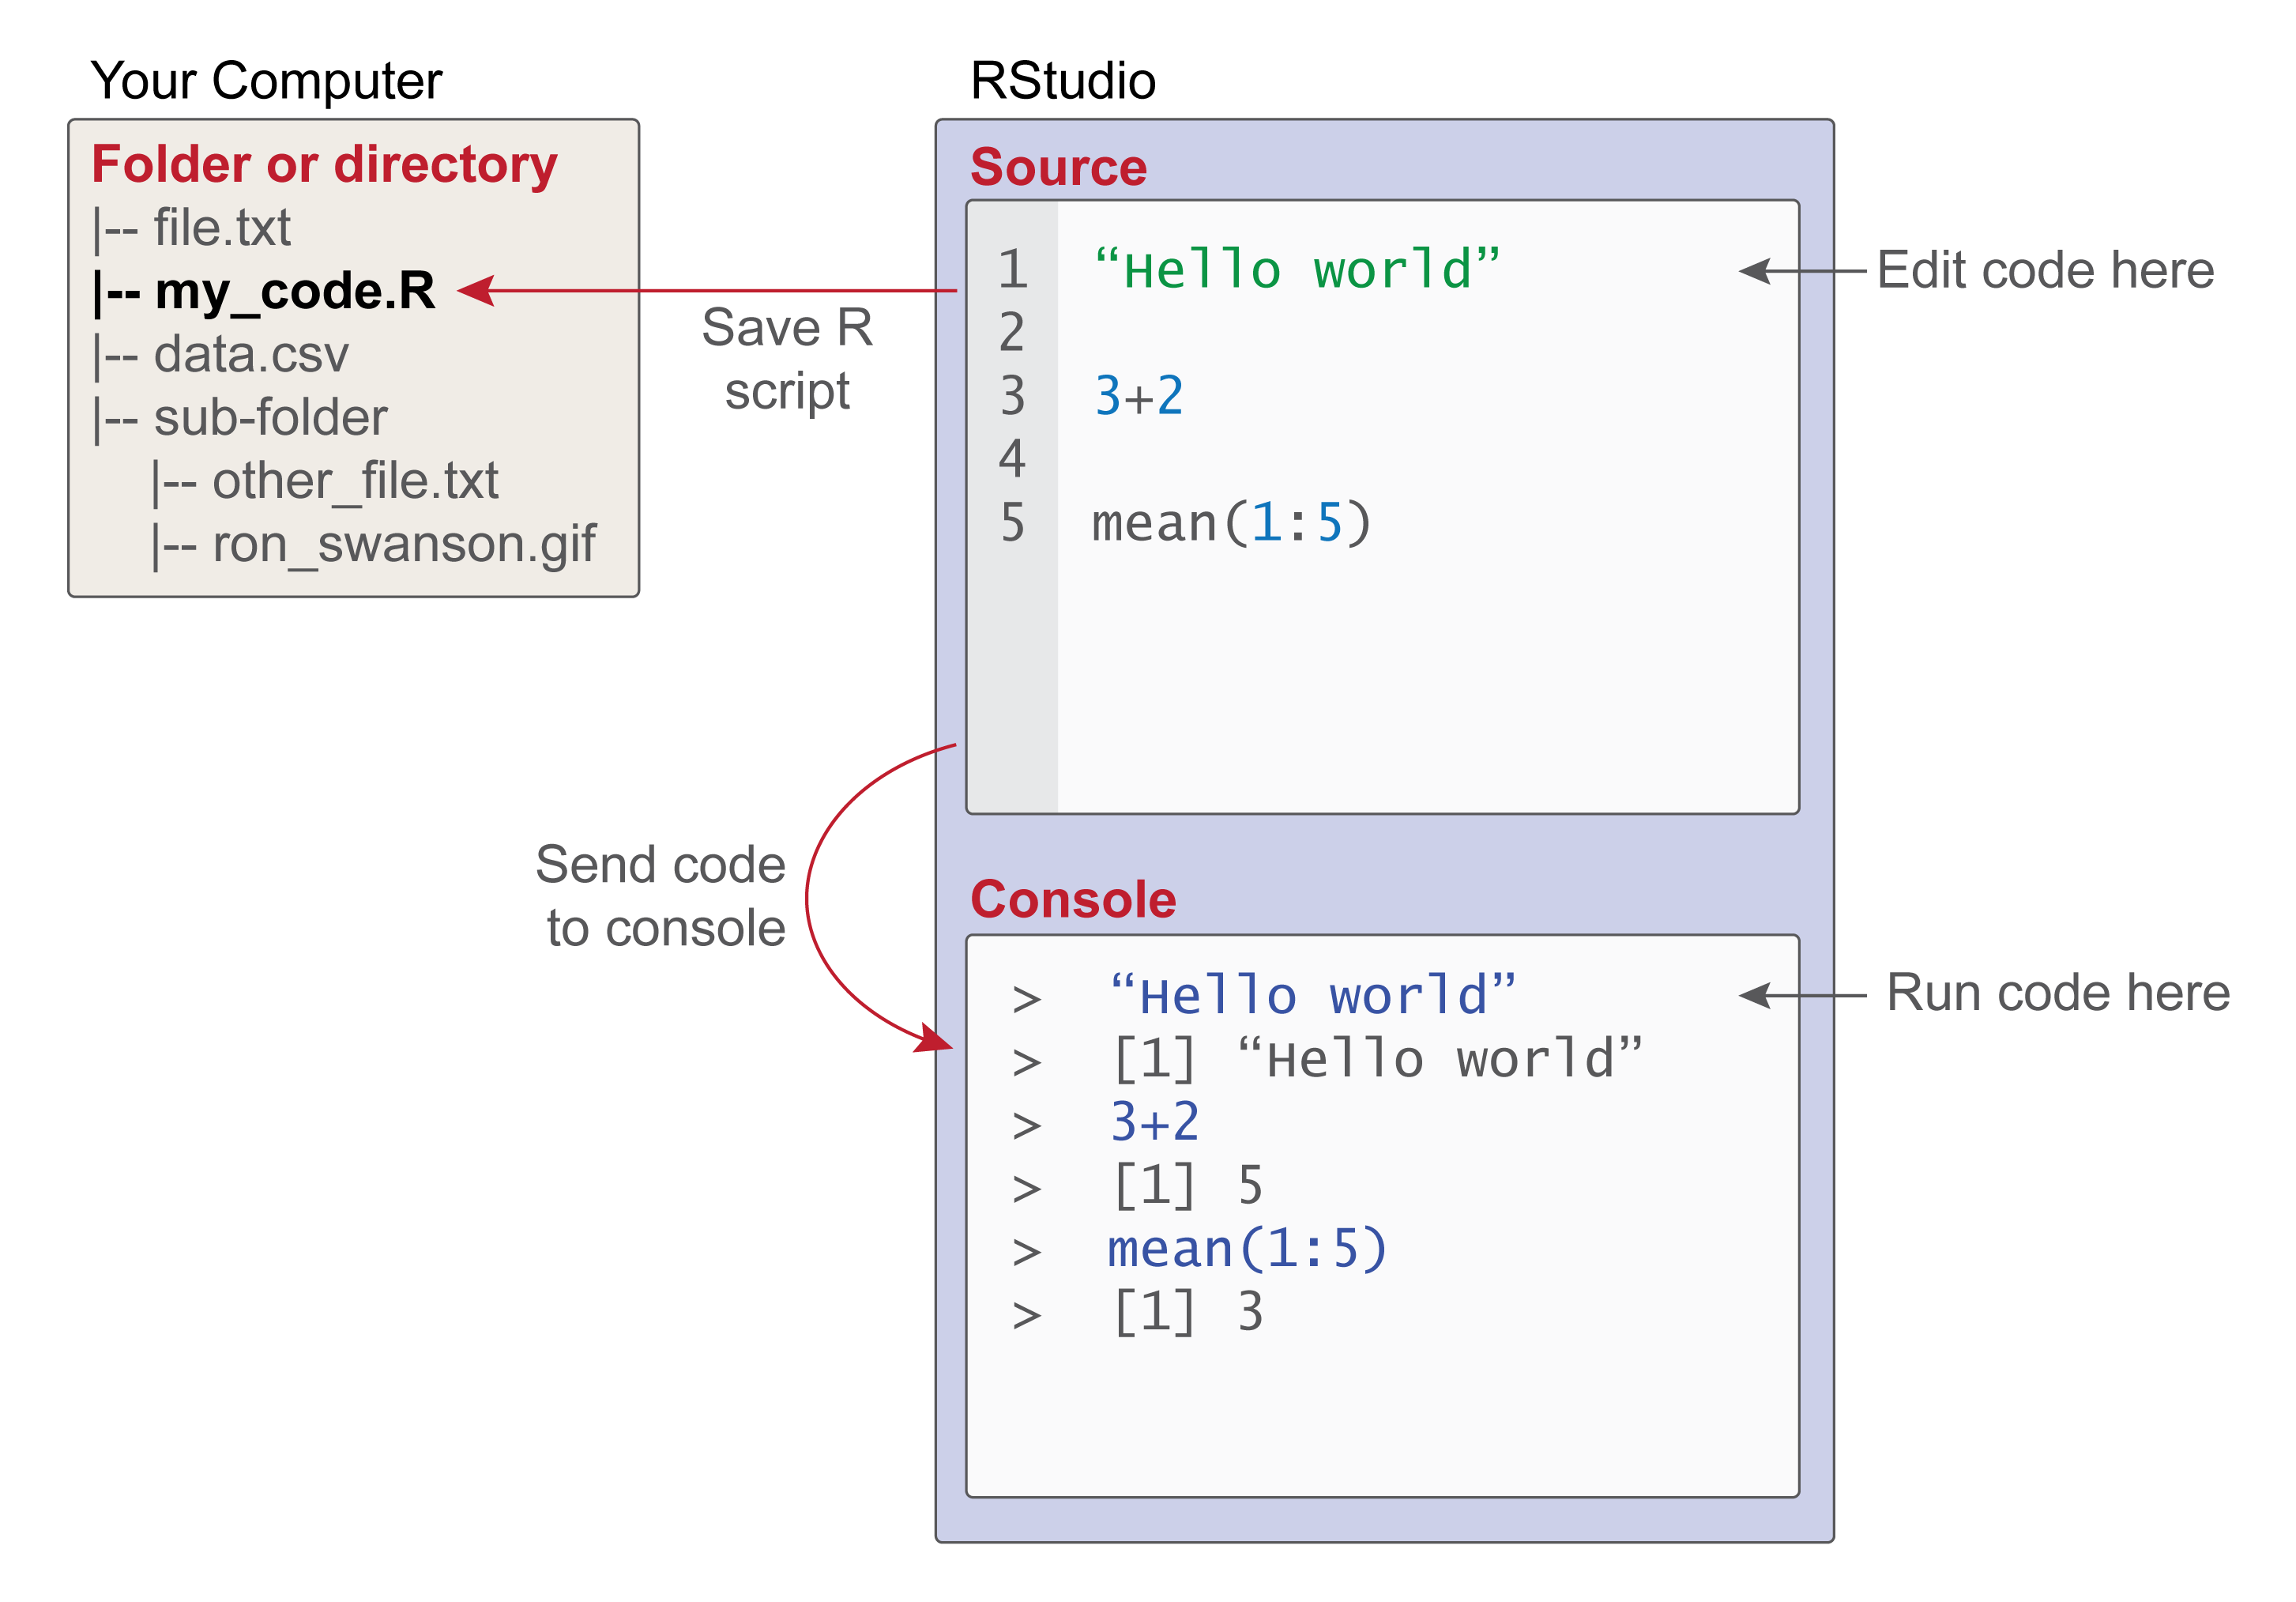 Your Computer
Folder or directory
|-- file.txt
|-- my_code.R
|-- data.csv
|-- sub-folder
|-- other_file.txt
|-- ron_swanson.gif
Save R
script
RStudio
Source
1 “Hello world”
2
3 3+2
4
5 mean(1:5)
Edit code here
Send code
to console
Console
> “Hello world”
> [1] “Hello world”
> 3+2
> [1] 5
> mean(1:5)
> [1] 3
Run code here